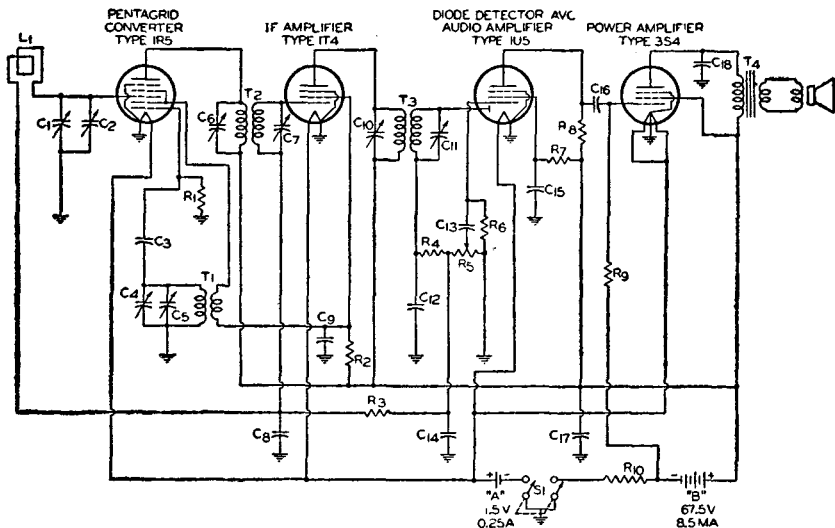 PENTAGRID
CONVERTER
TYPE 1R5
IF AMPLIFIER
TYPE 1T4
DIODE DETECTOR AVC
AUDIO AMPLIFIER
TYPE 1U5
POWER AMPLIFIER
TYPE 3S4
L1
C1
C2
R1
C3
C4
C5
T1
C6
T2
C7
C8
C9
R2
R3
C10
T3
C11
R4
C12
C13
R5
R6
C14
C15
R7
R8
C16
C17
R9
C18
T4
R10
S1
+ -
"A"
1.5V
0.25A
- +
"B"
67.5V
8.5MA